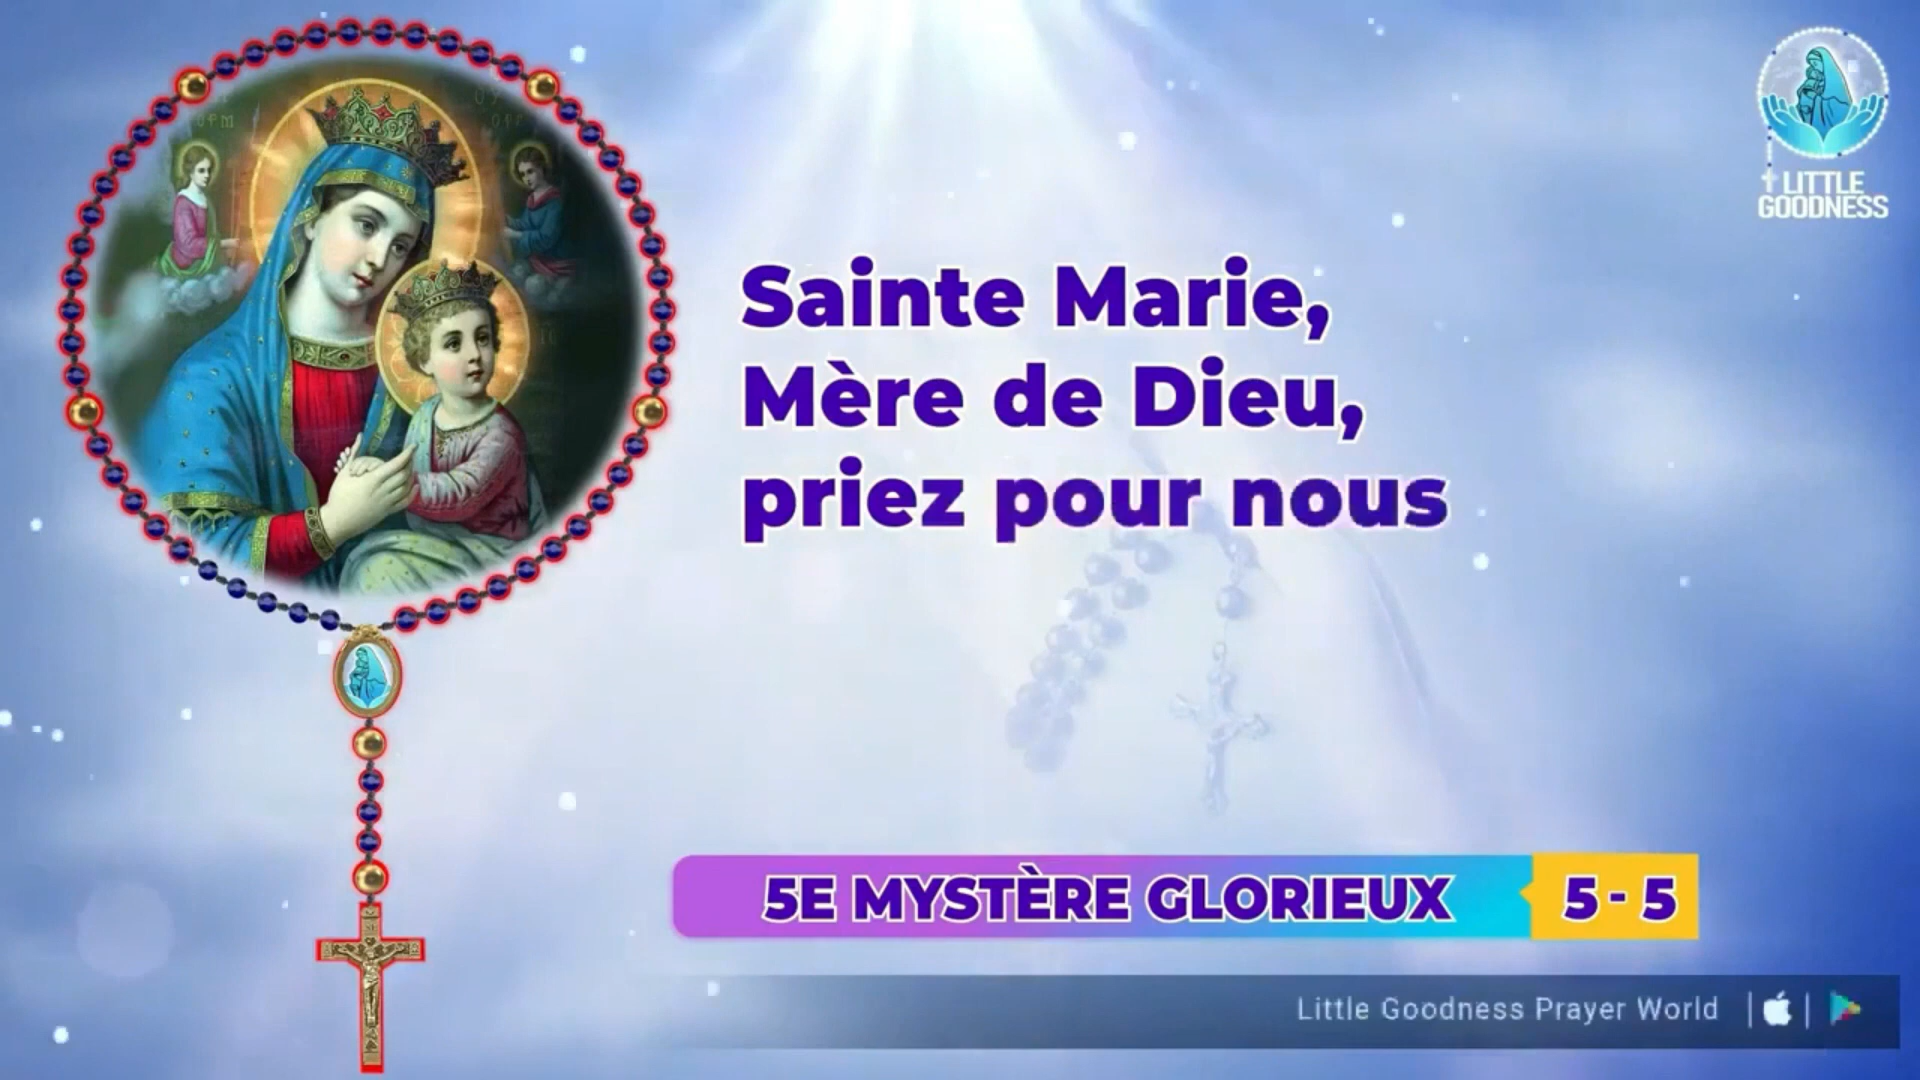 LITTLE
GOODNESS
Sainte Marie,
Mère de Dieu,
priez pour nous
5E MYSTÈRE GLORIEUX
5 - 5
Little Goodness Prayer World